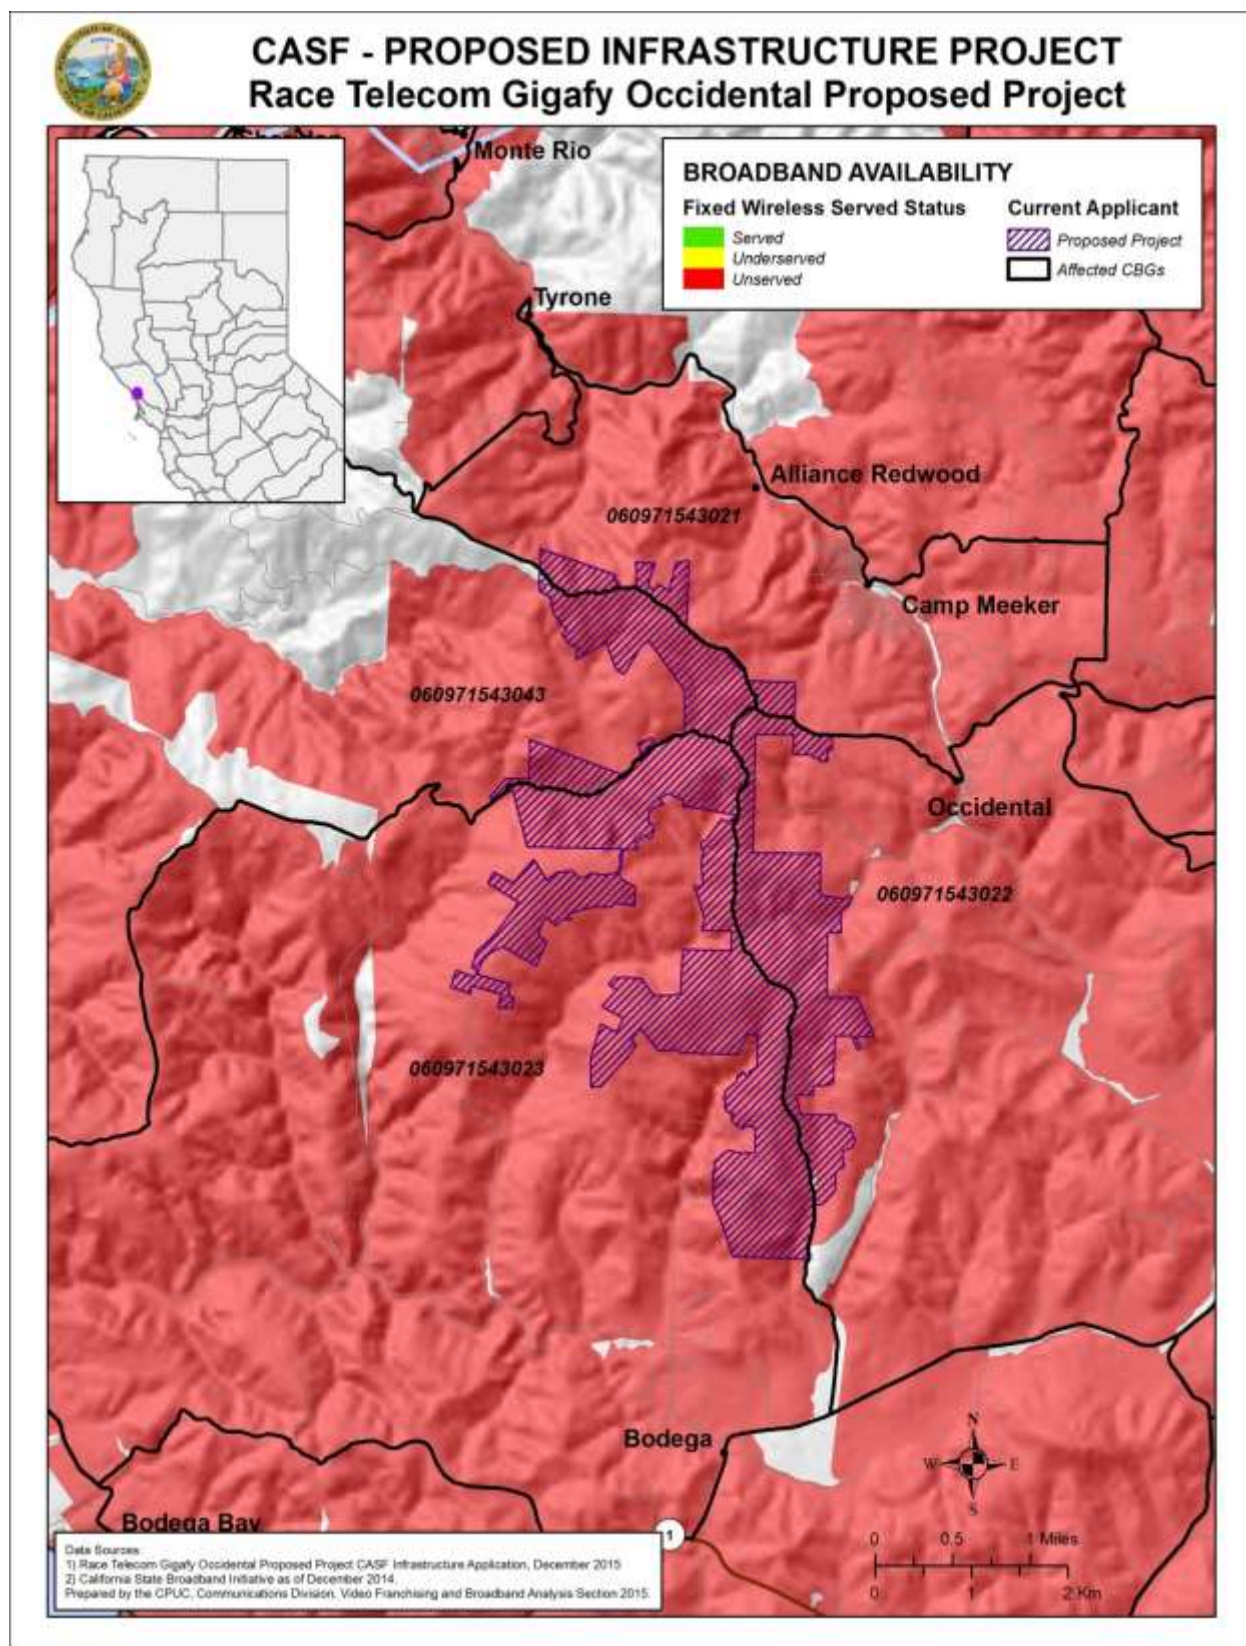 CASF - PROPOSED INFRASTRUCTURE PROJECT
Race Telecom Gigafy Occidental Proposed Project
Monte Rio
BROADBAND AVAILABILITY
Fixed Wireless Served Status
Served
Underserved
Unserved
Current Applicant
Proposed Project
Affected CBGs
Tyrone
Alliance Redwood
060971543021
Camp Meeker
060971543043
Occidental
060971543022
060971543023
Bodega
N
W E
S
Bodega Bay
1
0 0.5 1 Miles
0 1 2 Km
Data Sources:
1) Race Telecom Gigafy Occidental Proposed Project CASF Infrastructure Application, December 2015
2) California State Broadband Initiative as of December 2014.
Prepared by the CPUC, Communications Division, Video Franchising and Broadband Analysis Section 2015.